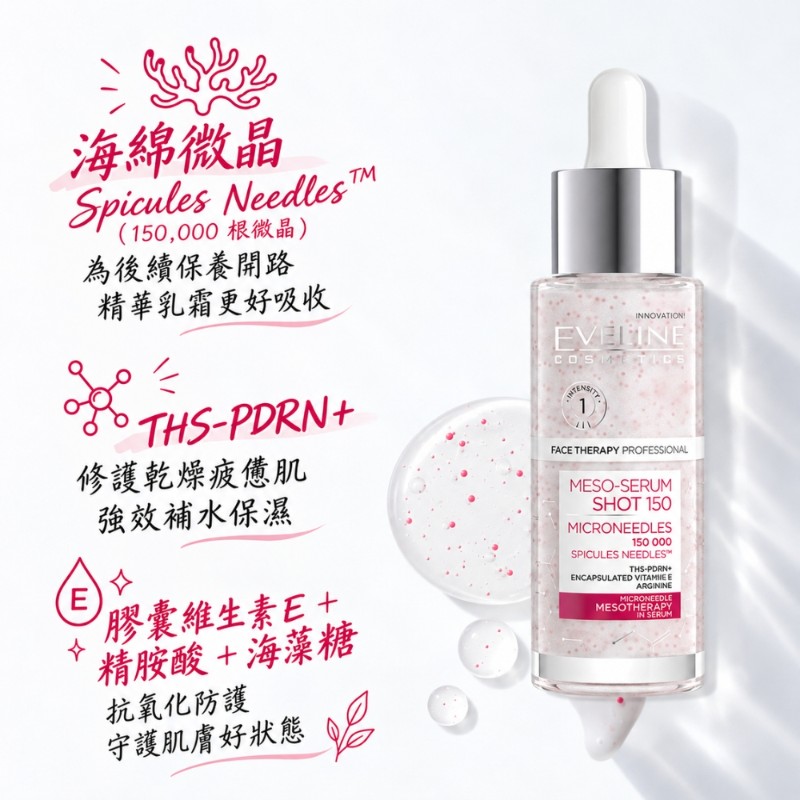 海綿微晶
Spicules Needles™
(150,000 根微晶)
為後續保養開路
精華乳霜更好吸收
THS-PDRN+
修護乾燥疲憊肌
強效補水保濕
E
膠囊維生素E +
精胺酸 + 海藻糖
抗氧化防護
守護肌膚好狀態
INNOVATION!
EVELINE
COSMETICS
INTENSITY
1
FACE THERAPY PROFESSIONAL
MESO-SERUM
SHOT 150
MICRONEEDLES
150 000
SPICULES NEEDLES™
THS-PDRN+
ENCAPSULATED VITAMIE E
ARGININE
MICRONEEDLE
MESOTHERAPY
IN SERUM